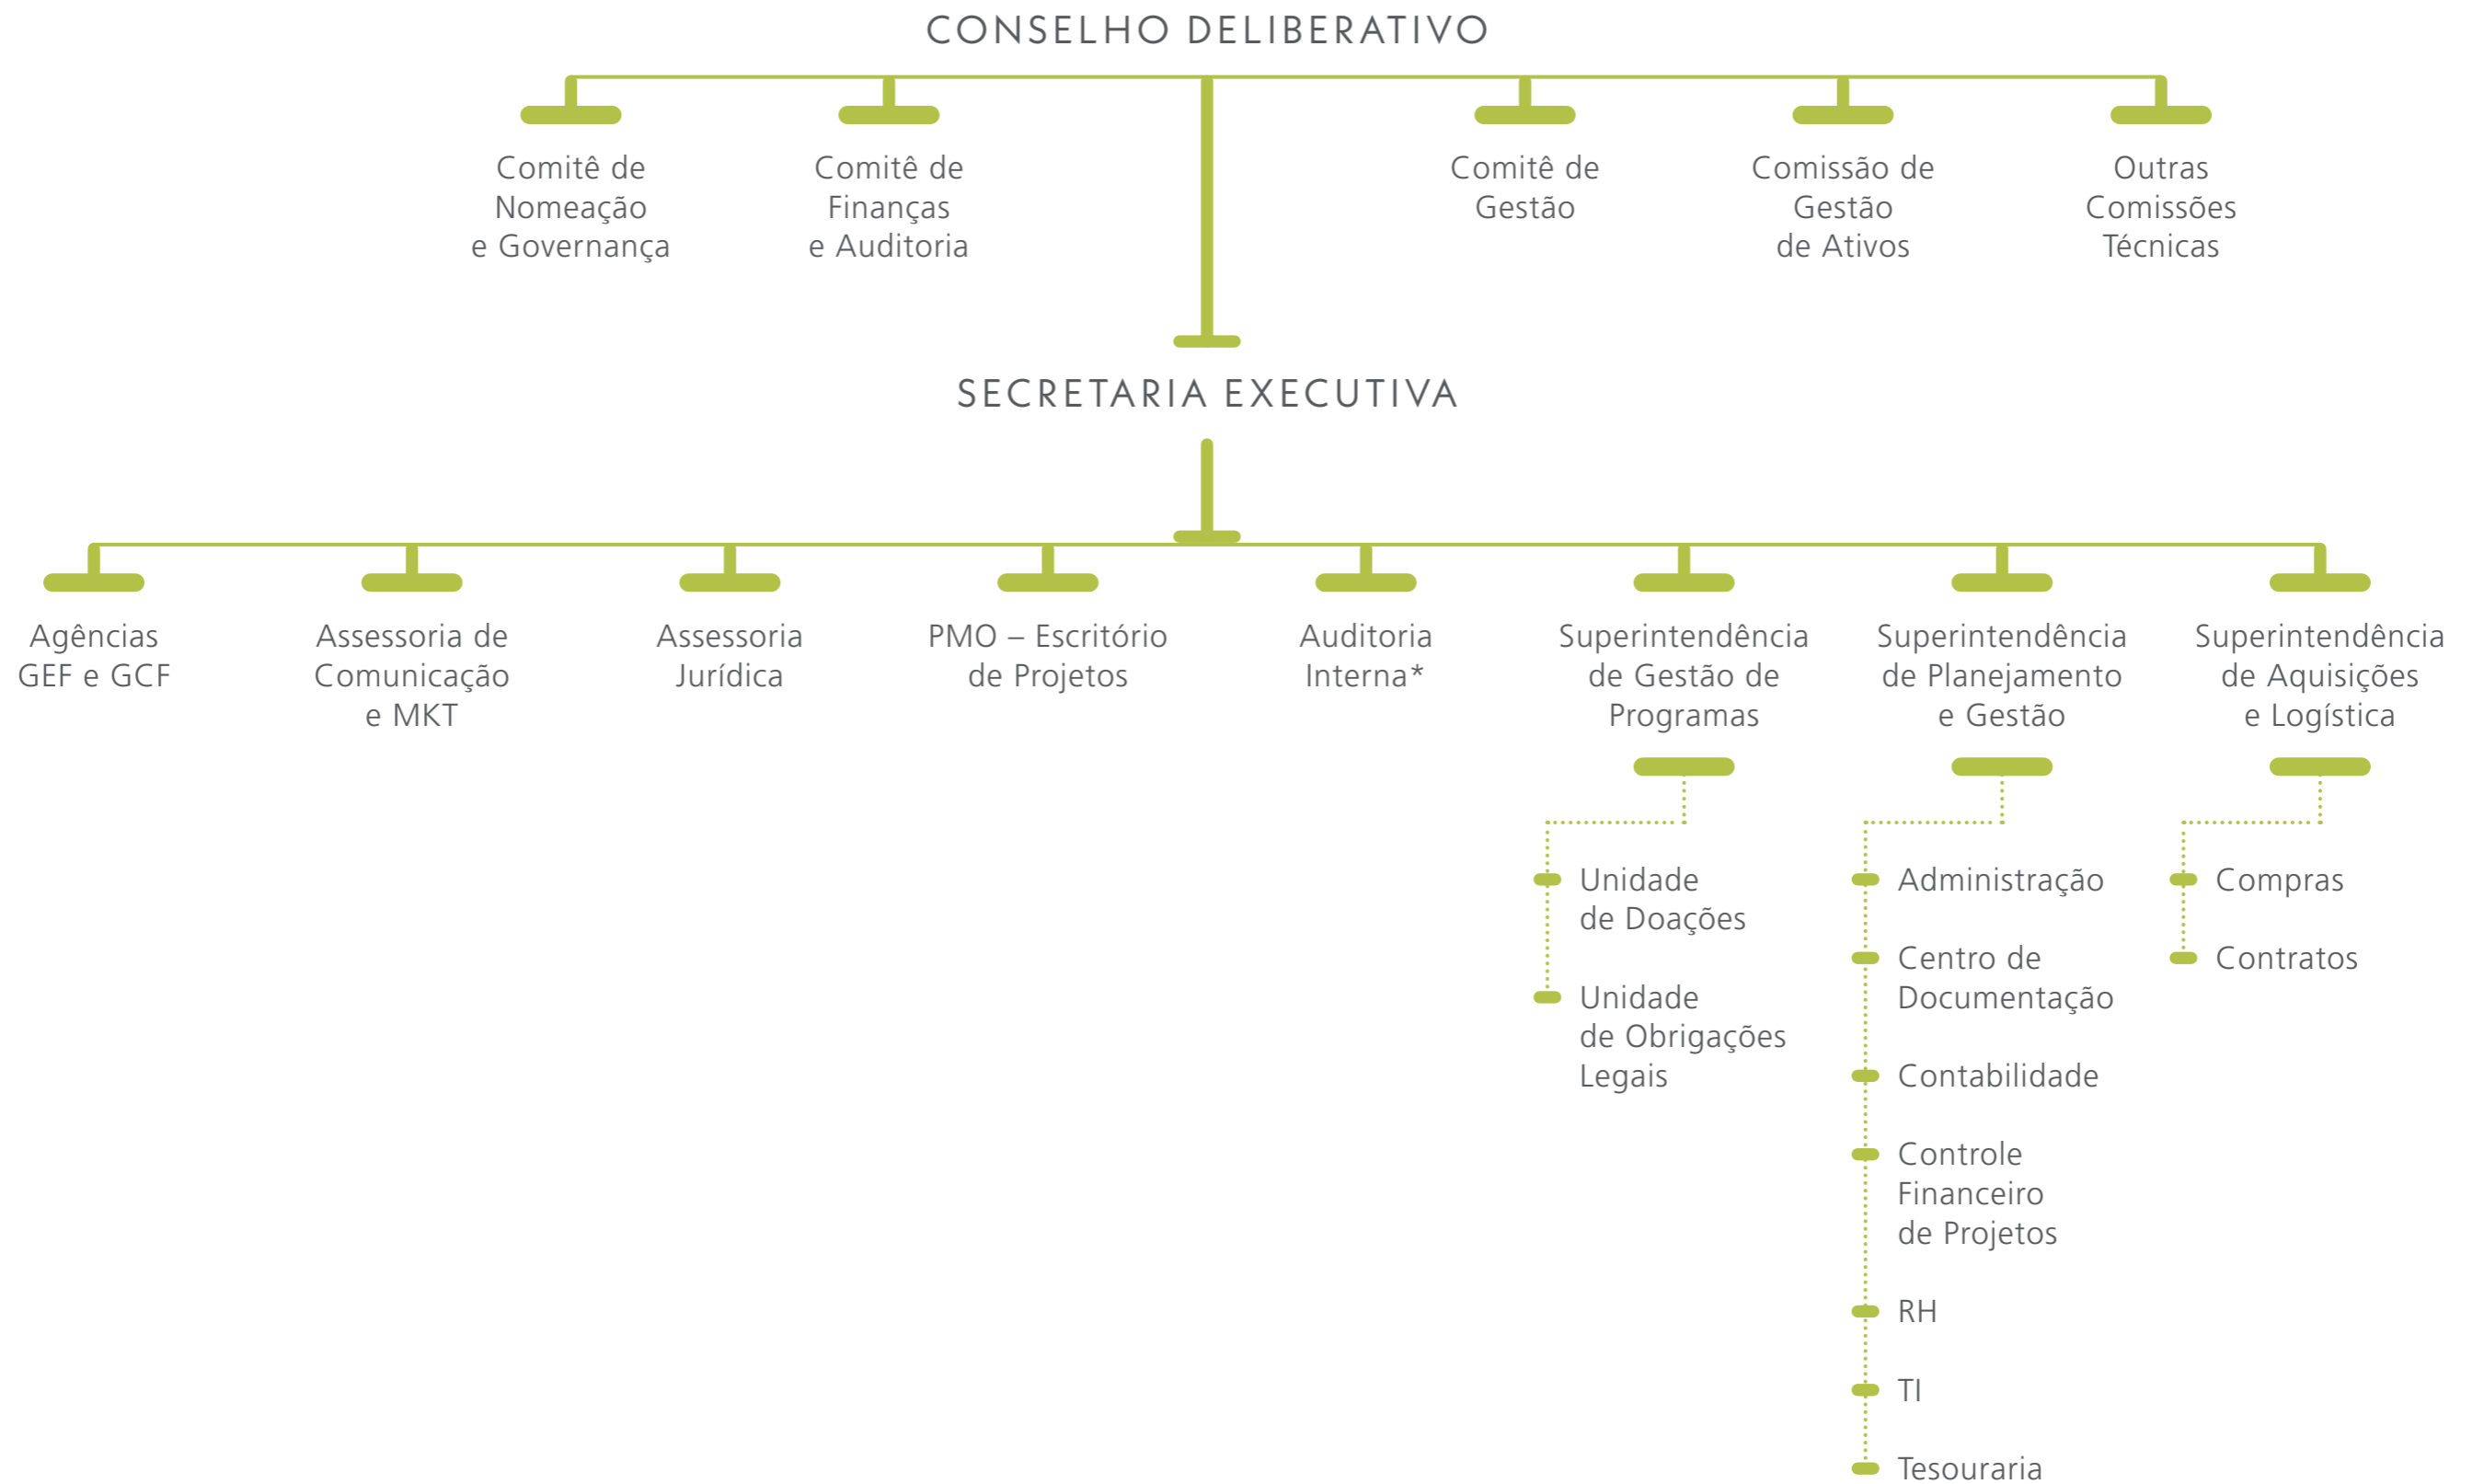 CONSELHO DELIBERATIVO
Comitê de
Nomeação
e Governança
Comitê de
Finanças
e Auditoria
Comitê de
Gestão
Comissão de
Gestão
de Ativos
Outras
Comissões
Técnicas
SECRETARIA EXECUTIVA
Agências
GEF e GCF
Assessoria de
Comunicação
e MKT
Assessoria
Jurídica
PMO – Escritório
de Projetos
Auditoria
Interna*
Superintendência
de Gestão de
Programas
Superintendência
de Planejamento
e Gestão
Superintendência
de Aquisições
e Logística
Unidade
de Doações
Unidade
de Obrigações
Legais
Administração
Centro de
Documentação
Contabilidade
Controle
Financeiro
de Projetos
RH
TI
Tesouraria
Compras
Contratos